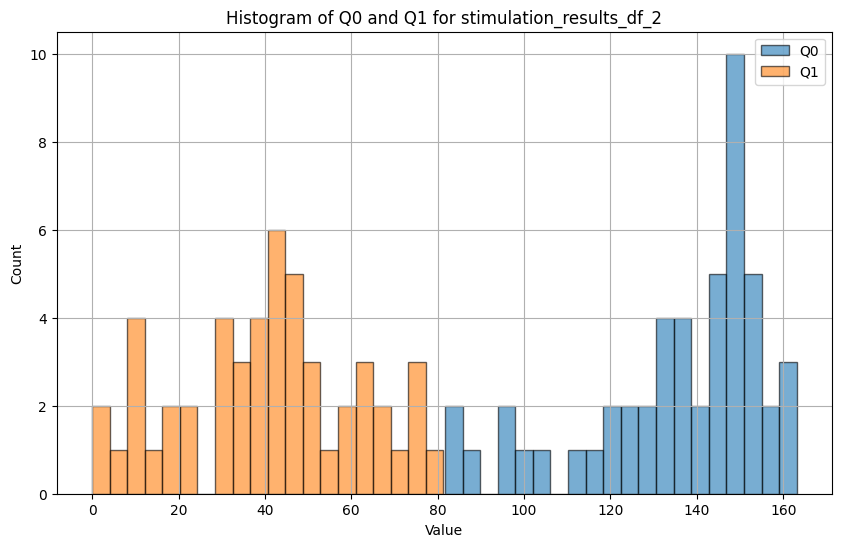 Histogram of Q0 and Q1 for stimulation_results_df_2
Q0
Q1
Count
10
8
6
4
2
0
0 20 40 60 80 100 120 140 160
Value